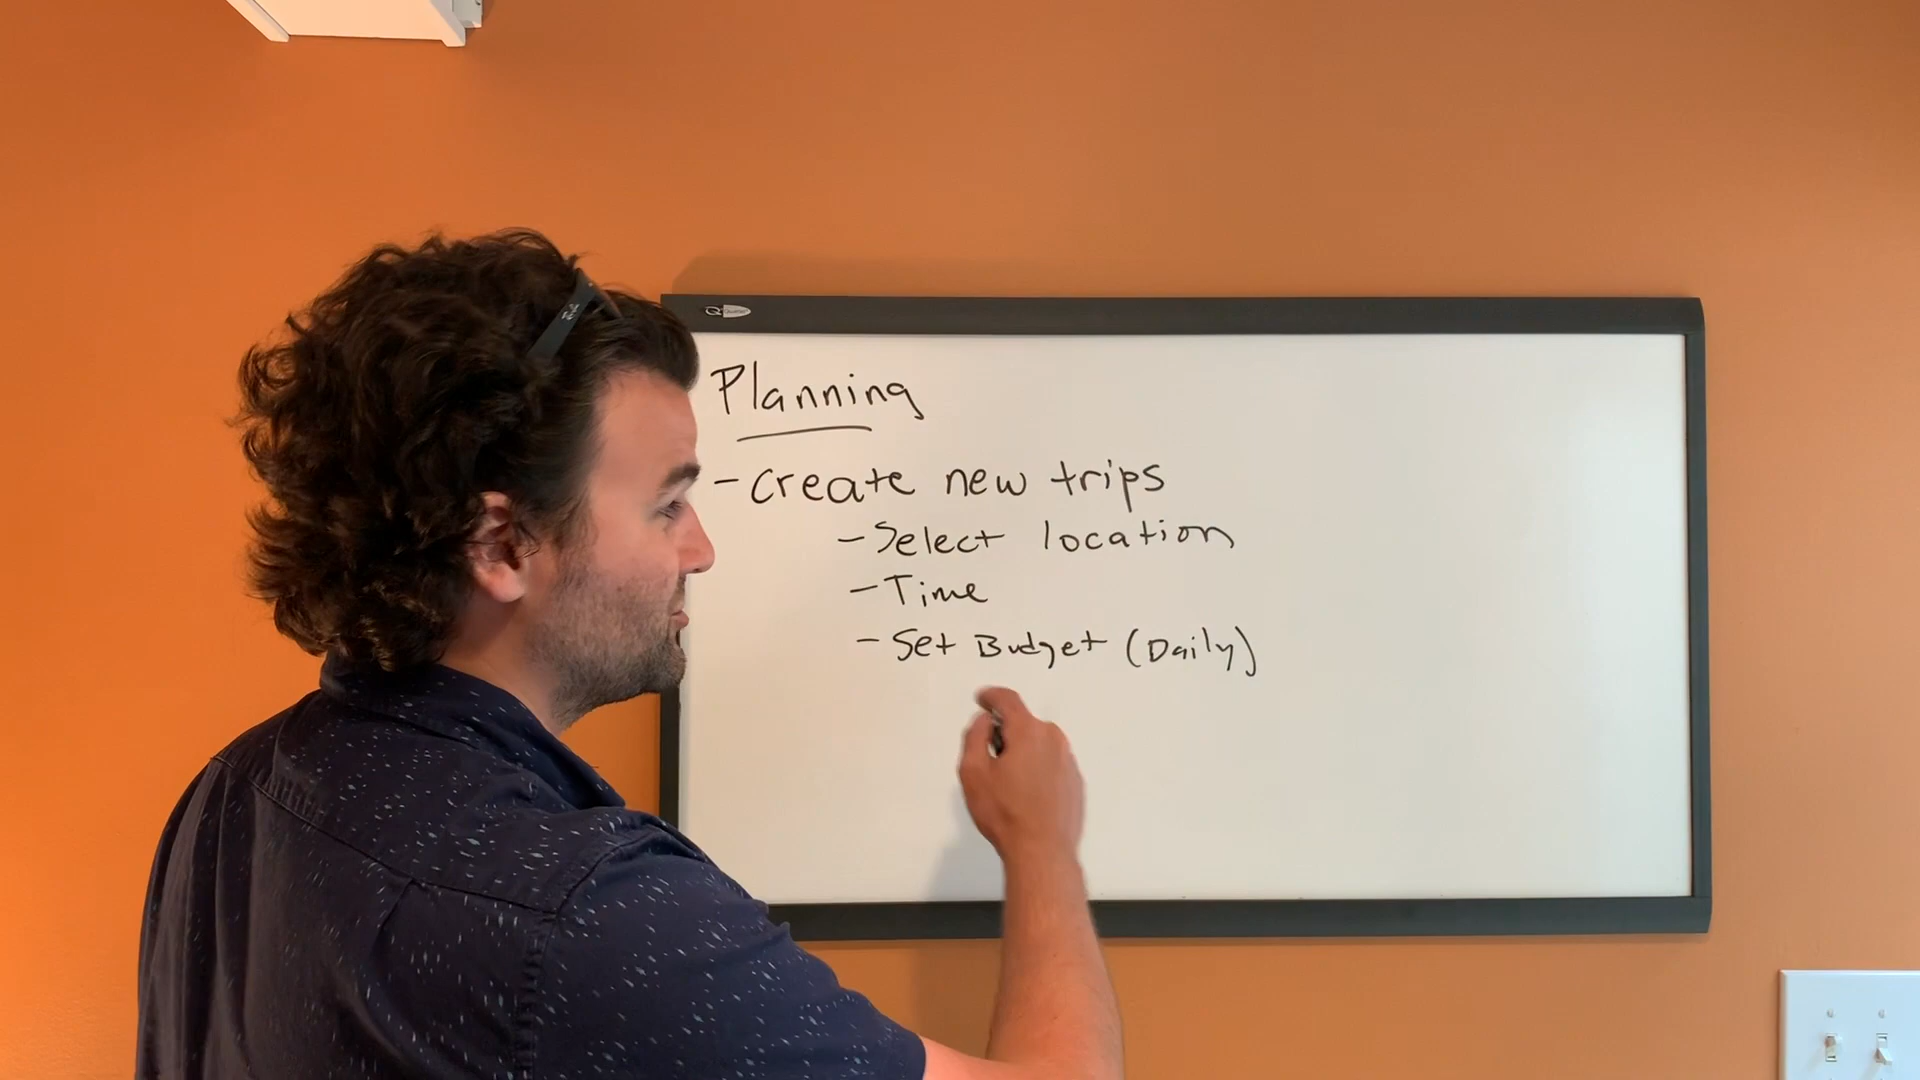 Planning
- Create new trips
- Select location
- Time
- Set Budget (Daily)